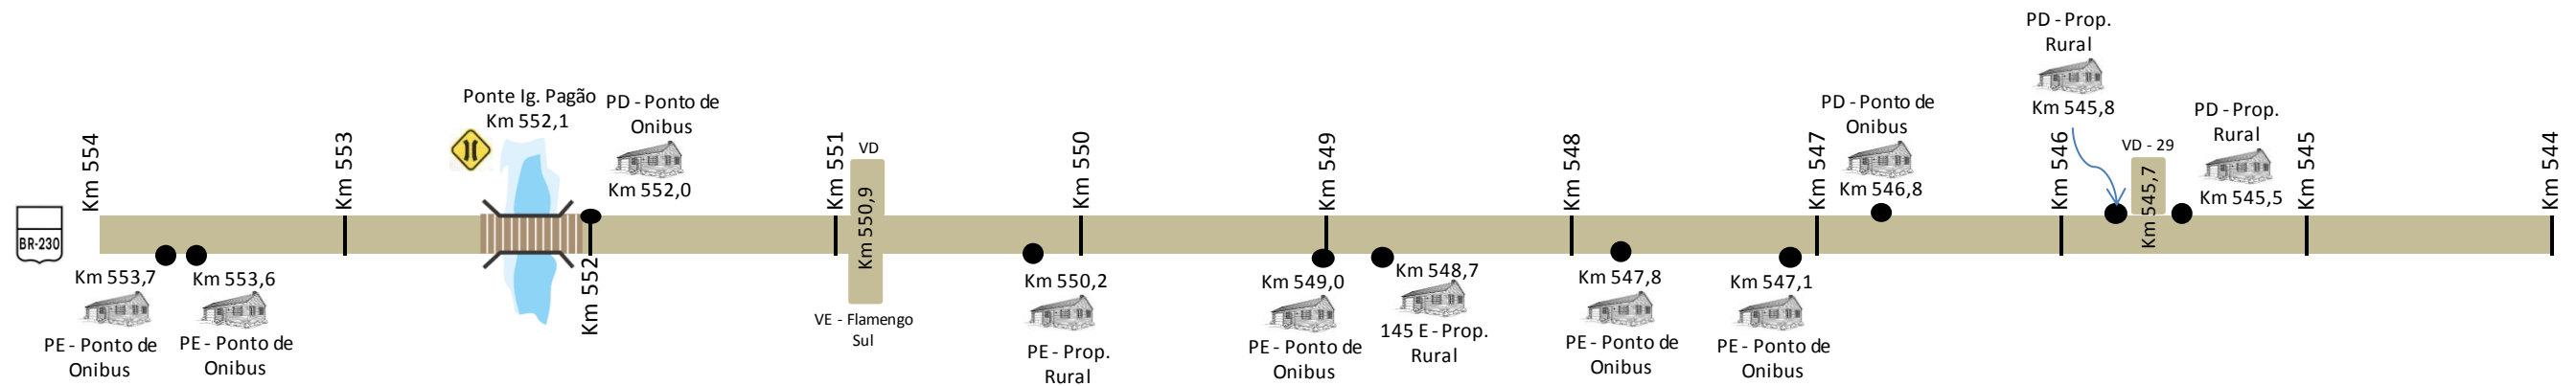 BR-230
Km 554
Km 553,7
PE - Ponto de
Onibus
Km 553,6
PE - Ponto de
Onibus
Km 553
Ponte Ig. Pagão
Km 552,1
PD - Ponto de
Onibus
Km 552,0
Km 552
Km 551
VD
Km 550,9
VE - Flamengo
Sul
Km 550,2
PE - Prop.
Rural
Km 550
Km 549
Km 549,0
PE - Ponto de
Onibus
Km 548,7
145 E - Prop.
Rural
Km 548
Km 547,8
PE - Ponto de
Onibus
Km 547,1
PE - Ponto de
Onibus
Km 547
PD - Ponto de
Onibus
Km 546,8
Km 546
PD - Prop.
Rural
Km 545,8
VD - 29
Km 545,7
PD - Prop.
Rural
Km 545,5
Km 545
Km 544